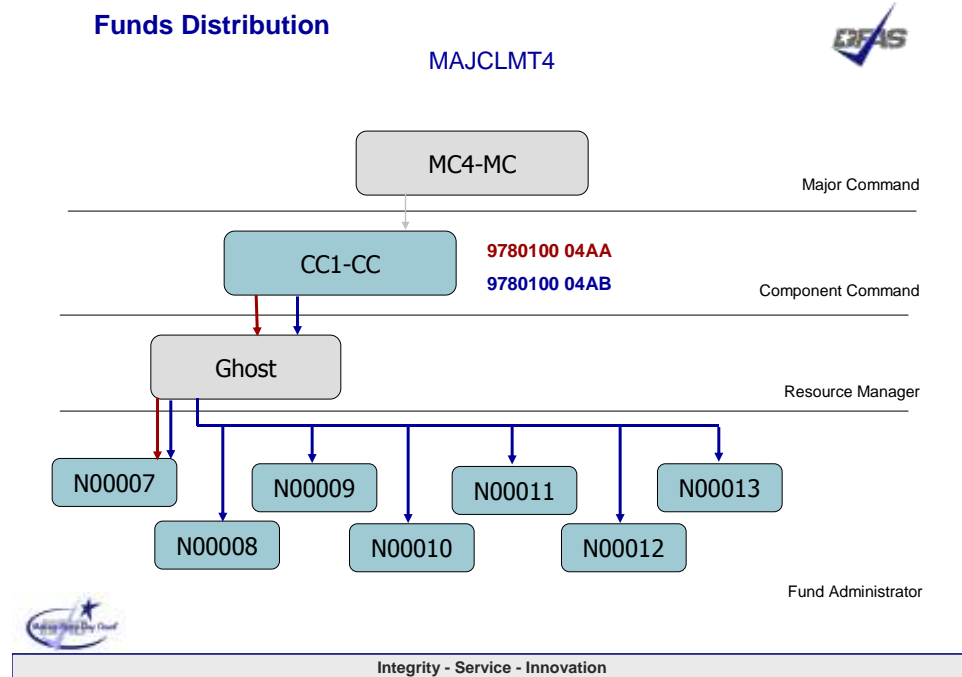 Funds Distribution
DFAS
MAJCLMT4
MC4-MC
Major Command
CC1-CC
9780100 04AA
9780100 04AB
Component Command
Ghost
Resource Manager
N00007
N00009
N00011
N00013
N00008
N00010
N00012
Fund Administrator
Integrity - Service - Innovation